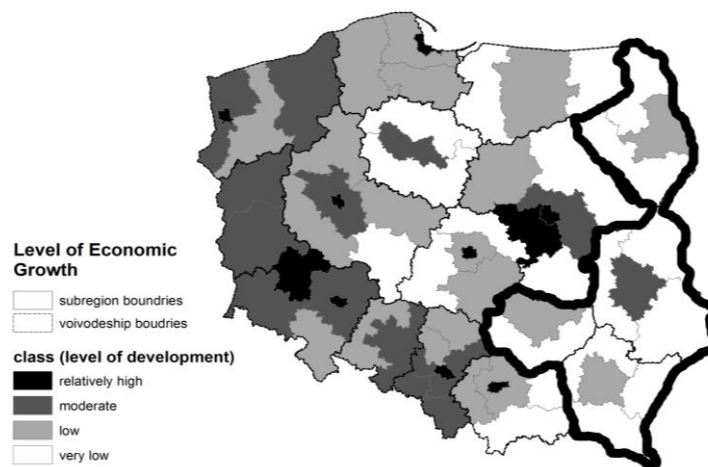 Level of Economic
Growth
subregion boundries
voivodeship boudries
class (level of development)
relatively high
moderate
low
very low